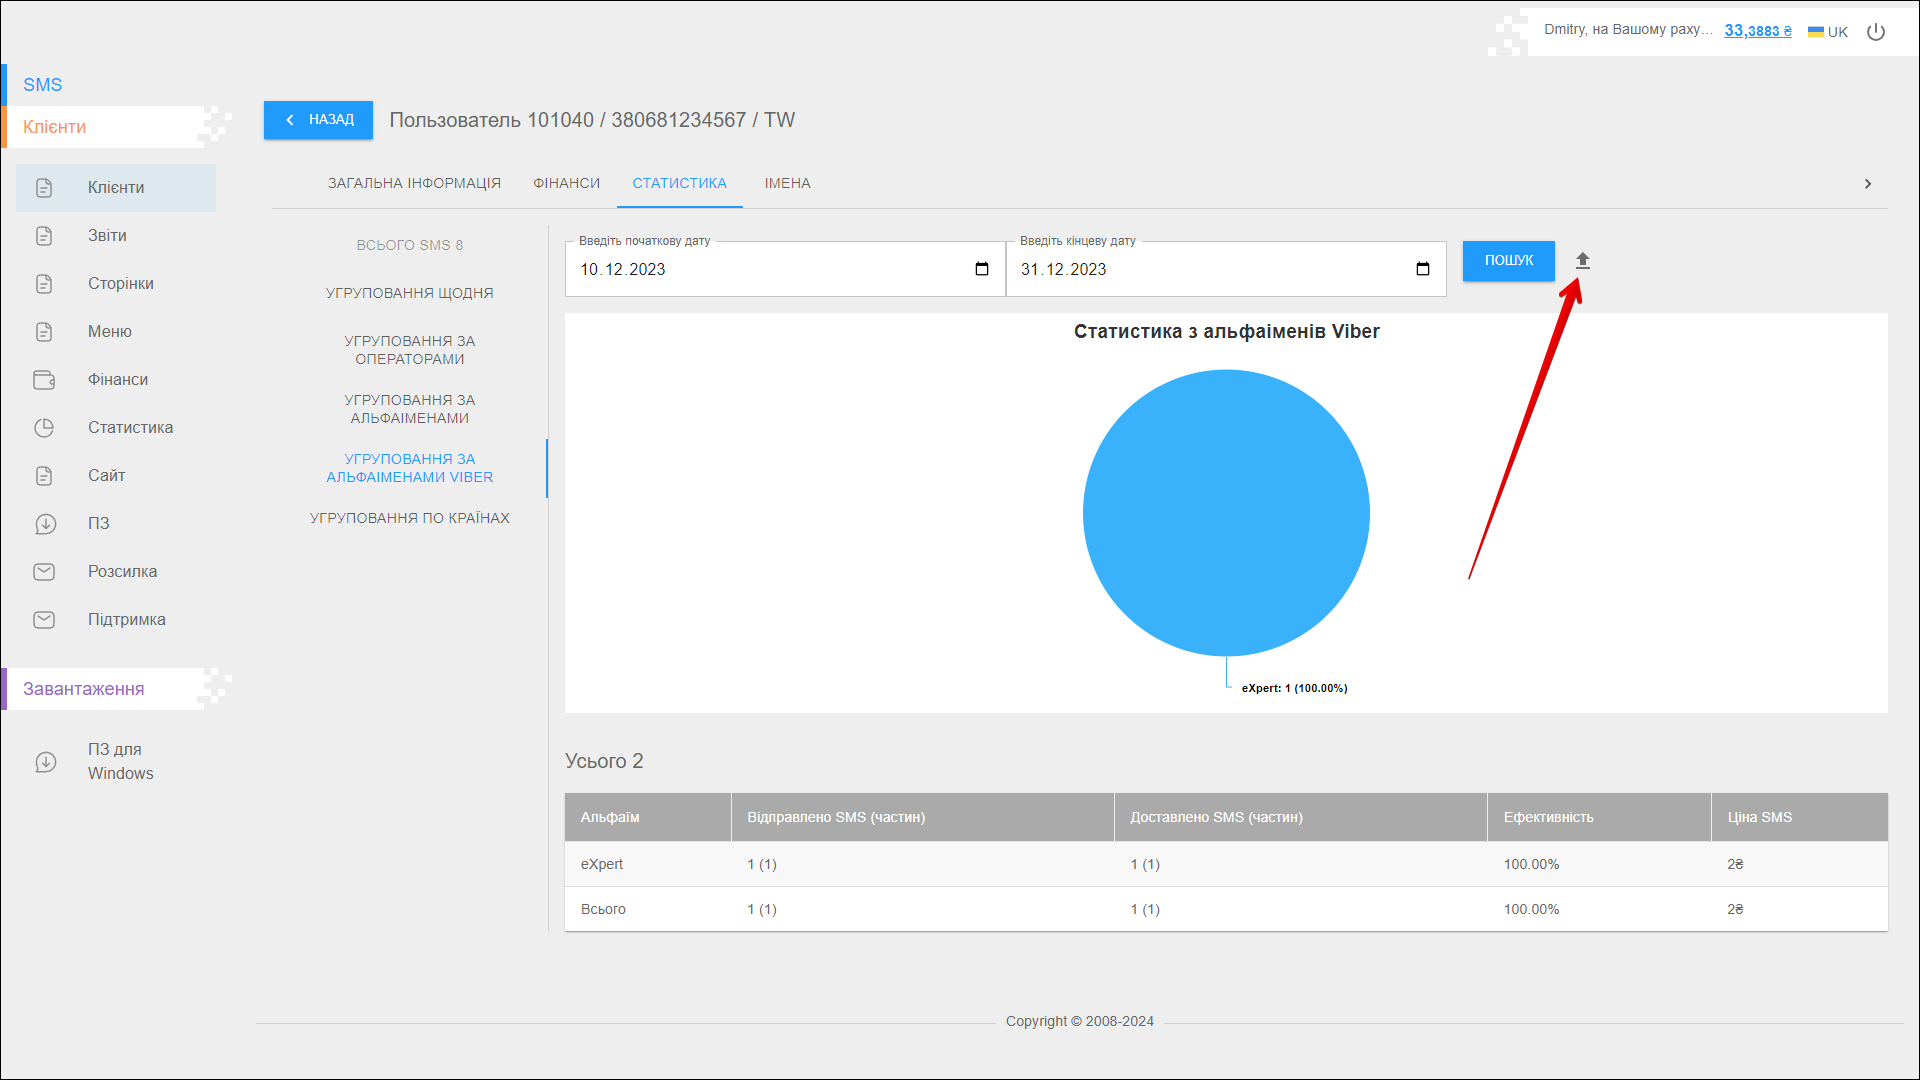 Dmitry, на Вашому раху... 33,3883 ₴ UK
SMS
Клієнти
Клієнти
Звіти
Сторінки
Меню
Фінанси
Статистика
Сайт
ПЗ
Розсилка
Підтримка
Завантаження
ПЗ для
Windows
НАЗАД
Пользователь 101040 / 380681234567 / TW
ЗАГАЛЬНА ІНФОРМАЦІЯ ФІНАНСИ СТАТИСТИКА ІМЕНА
ВСЬОГО SMS 8
УГРУПОВАННЯ ЩОДНЯ
УГРУПОВАННЯ ЗА
ОПЕРАТОРАМИ
УГРУПОВАННЯ ЗА
АЛЬФАІМЕНАМИ
УГРУПОВАННЯ ЗА
АЛЬФАІМЕНАМИ VIBER
УГРУПОВАННЯ ПО КРАЇНАХ
Введіть початкову дату
10.12.2023
Введіть кінцеву дату
31.12.2023
ПОШУК
Статистика з альфаіменів Viber
eXpert: 1 (100.00%)
Усього 2
Альфаїм Відправлено SMS (частин) Доставлено SMS (частин) Ефективність Ціна SMS
eXpert 1 (1) 1 (1) 100.00% 2₴
Всього 1 (1) 1 (1) 100.00% 2₴
Copyright © 2008-2024